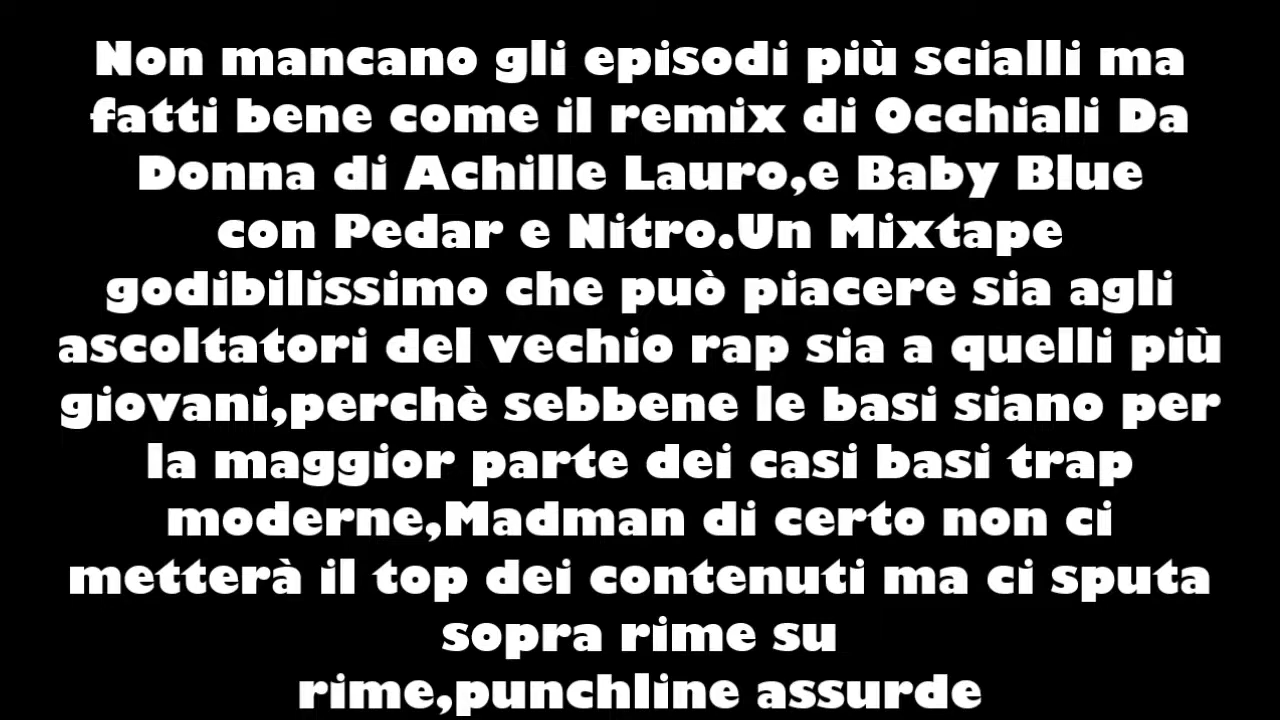 Non mancano gli episodi più scialli ma
fatti bene come il remix di Occhiali Da
Donna di Achille Lauro,e Baby Blue
con Pedar e Nitro.Un Mixtape
godibilissimo che può piacere sia agli
ascoltatori del vechio rap sia a quelli più
giovani,perchè sebbene le basi siano per
la maggior parte dei casi basi trap
moderne,Madman di certo non ci
metterà il top dei contenuti ma ci sputa
sopra rime su
rime,punchline assurde